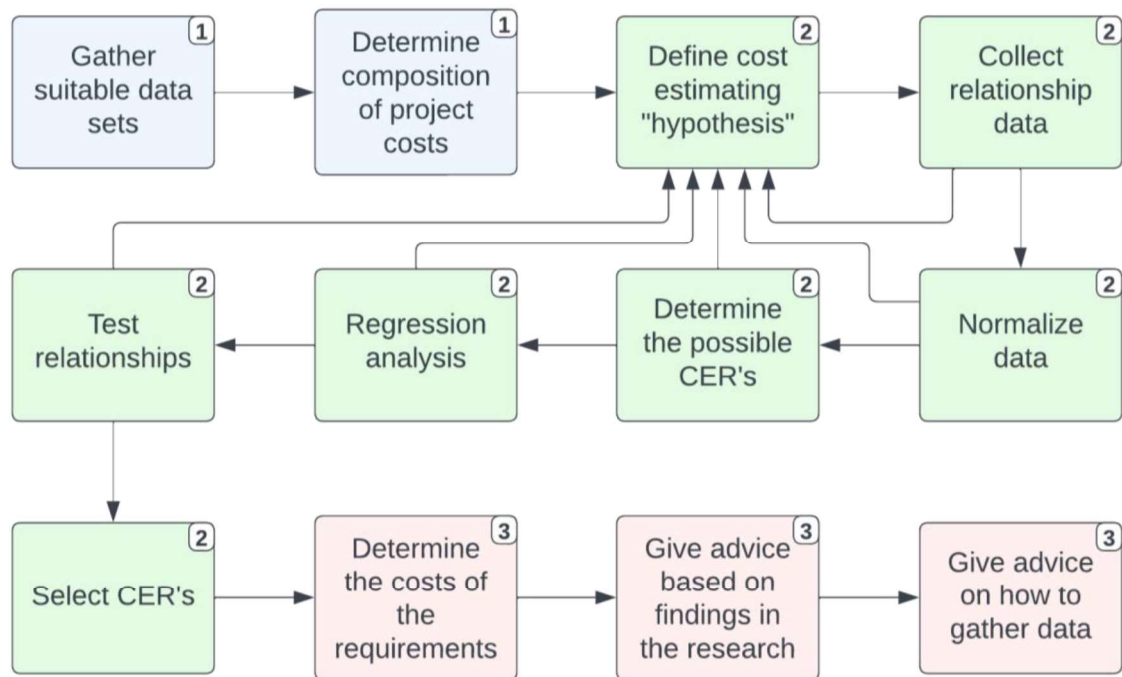 1
Gather
suitable data
sets
1
Determine
composition
of project
costs
2
Define cost
estimating
"hypothesis"
2
Collect
relationship
data
2
Test
relationships
2
Regression
analysis
2
Determine
the possible
CER's
2
Normalize
data
2
Select CER's
3
Determine
the costs of
the
requirements
3
Give advice
based on
findings in
the research
3
Give advice
on how to
gather data